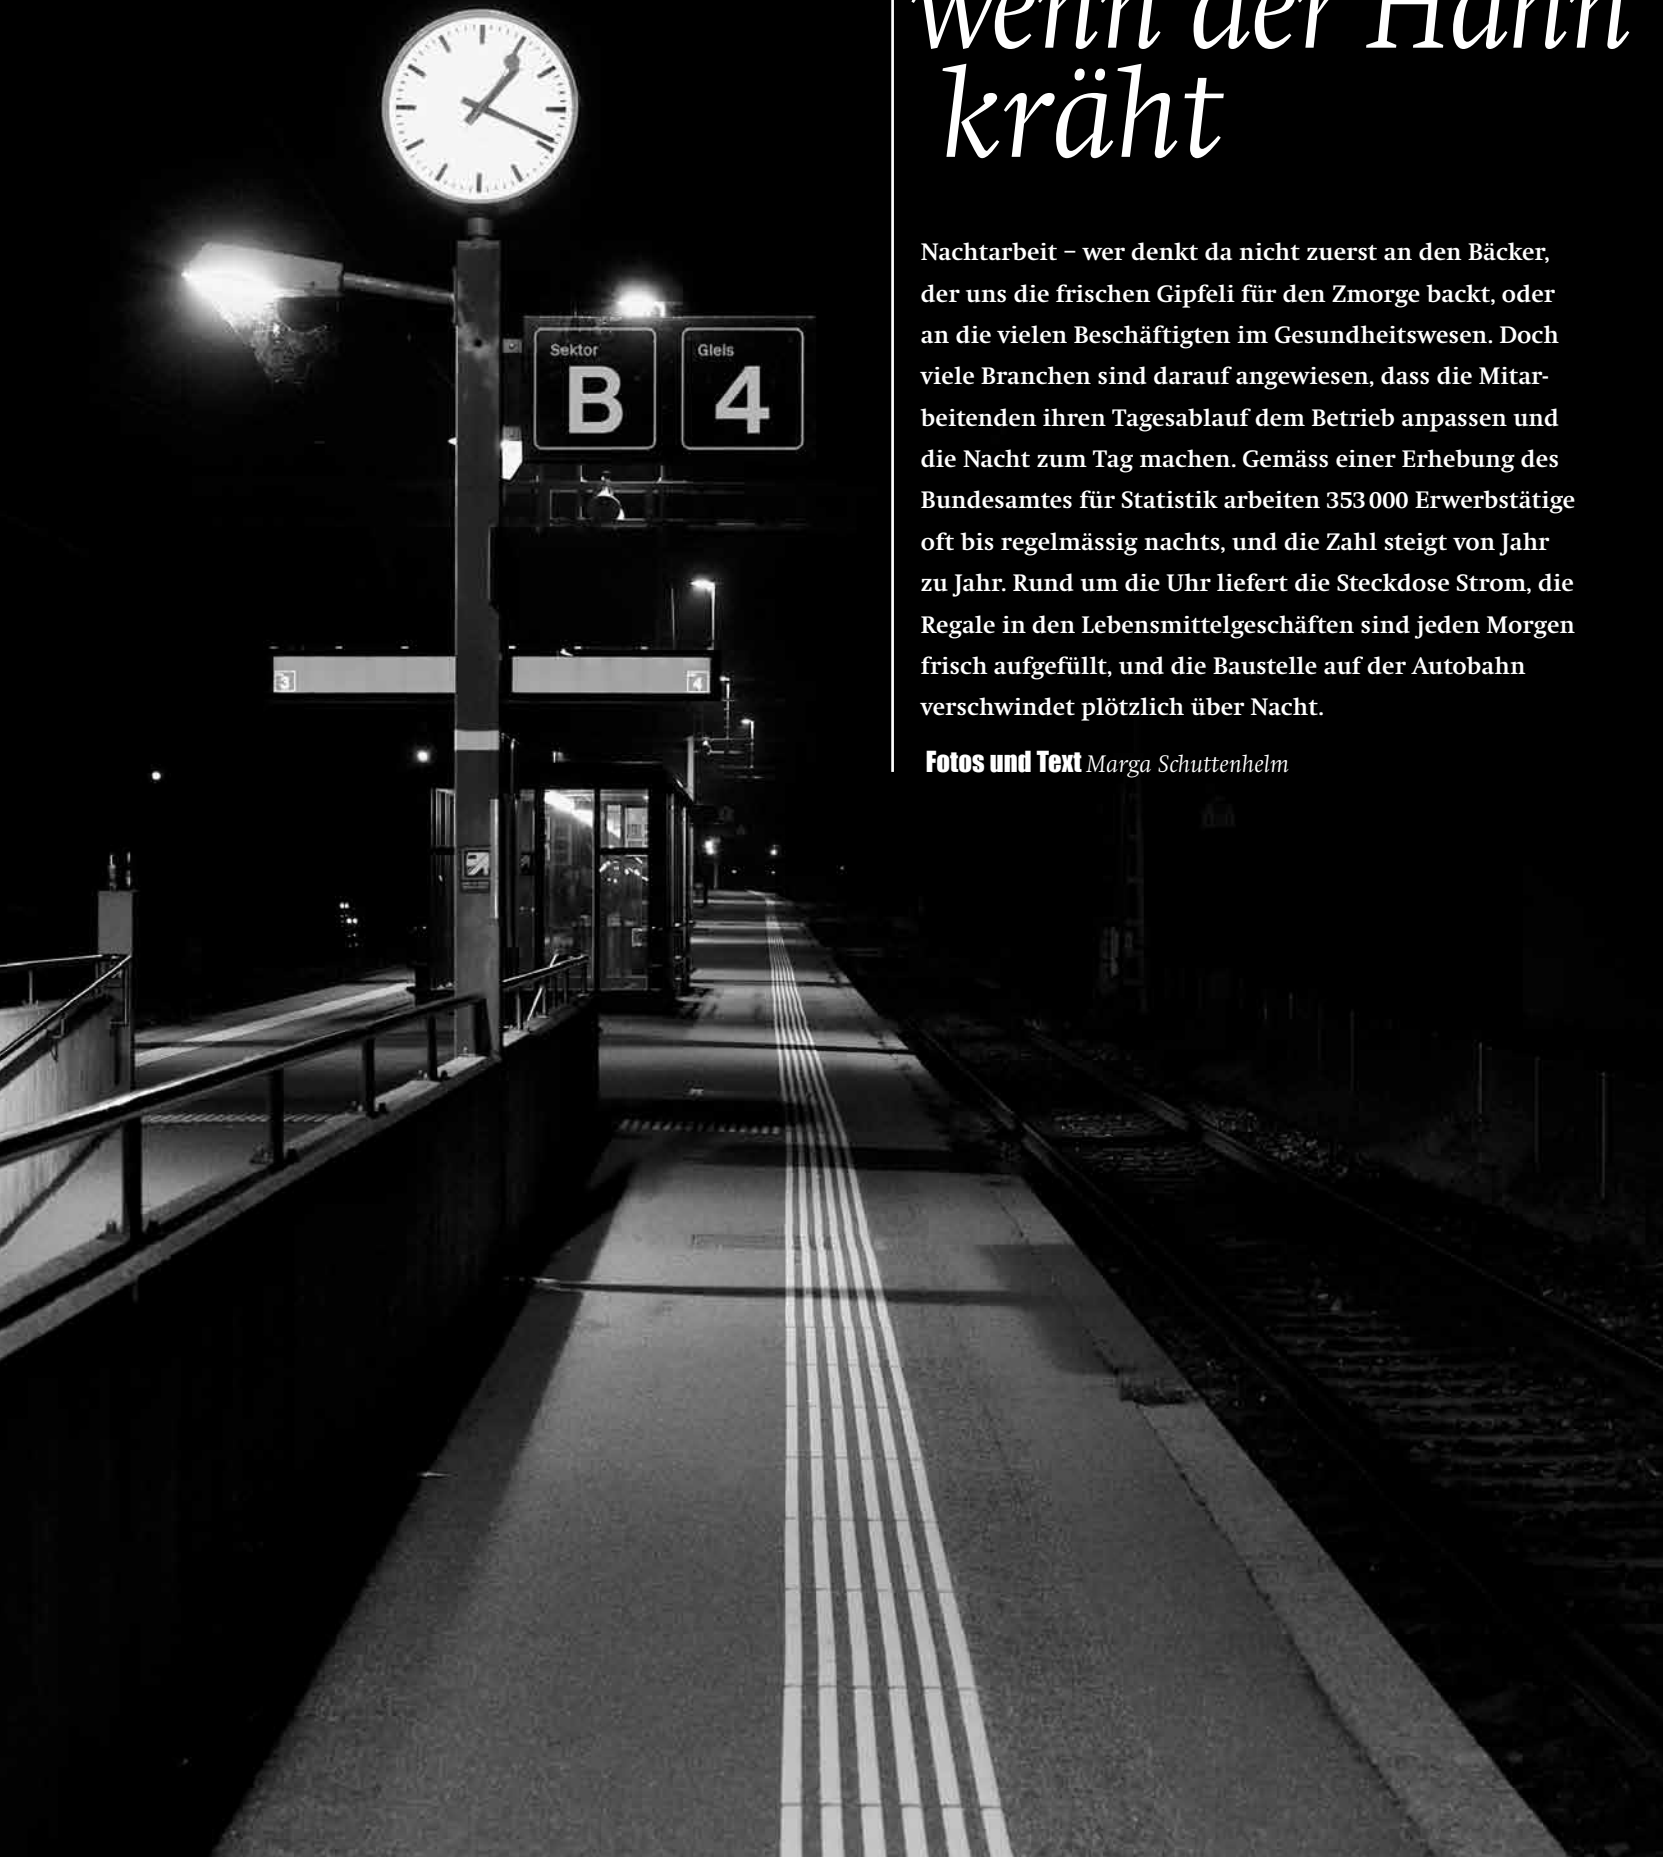 wenn der Hahn
kräht
Nachtarbeit – wer denkt da nicht zuerst an den Bäcker,
der uns die frischen Gipfeli für den Zmorge backt, oder
an die vielen Beschäftigten im Gesundheitswesen. Doch
viele Branchen sind darauf angewiesen, dass die Mitar-
beitenden ihren Tagesablauf dem Betrieb anpassen und
die Nacht zum Tag machen. Gemäss einer Erhebung des
Bundesamtes für Statistik arbeiten 353 000 Erwerbstätige
oft bis regelmässig nachts, und die Zahl steigt von Jahr
zu Jahr. Rund um die Uhr liefert die Steckdose Strom, die
Regale in den Lebensmittelgeschäften sind jeden Morgen
frisch aufgefüllt, und die Baustelle auf der Autobahn
verschwindet plötzlich über Nacht.
Fotos und Text Marga Schuttenhelm
Sektor Gleis
B 4
3 4